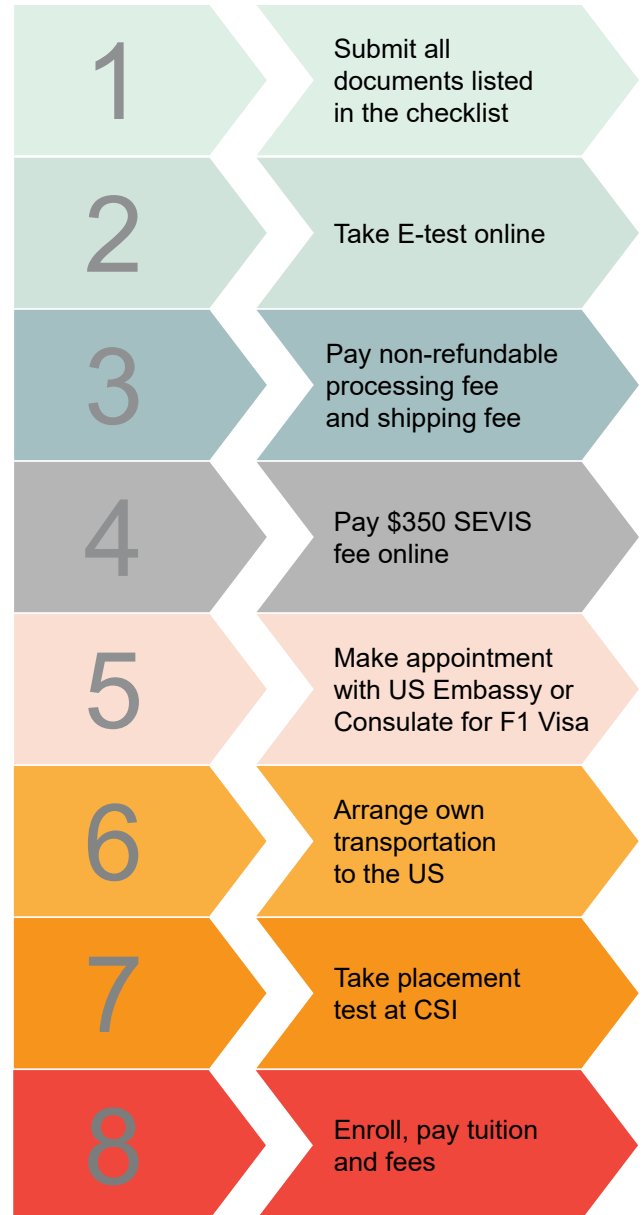 1
Submit all
documents listed
in the checklist
2
Take E-test online
3
Pay non-refundable
processing fee
and shipping fee
4
Pay $350 SEVIS
fee online
5
Make appointment
with US Embassy or
Consulate for F1 Visa
6
Arrange own
transportation
to the US
7
Take placement
test at CSI
8
Enroll, pay tuition
and fees